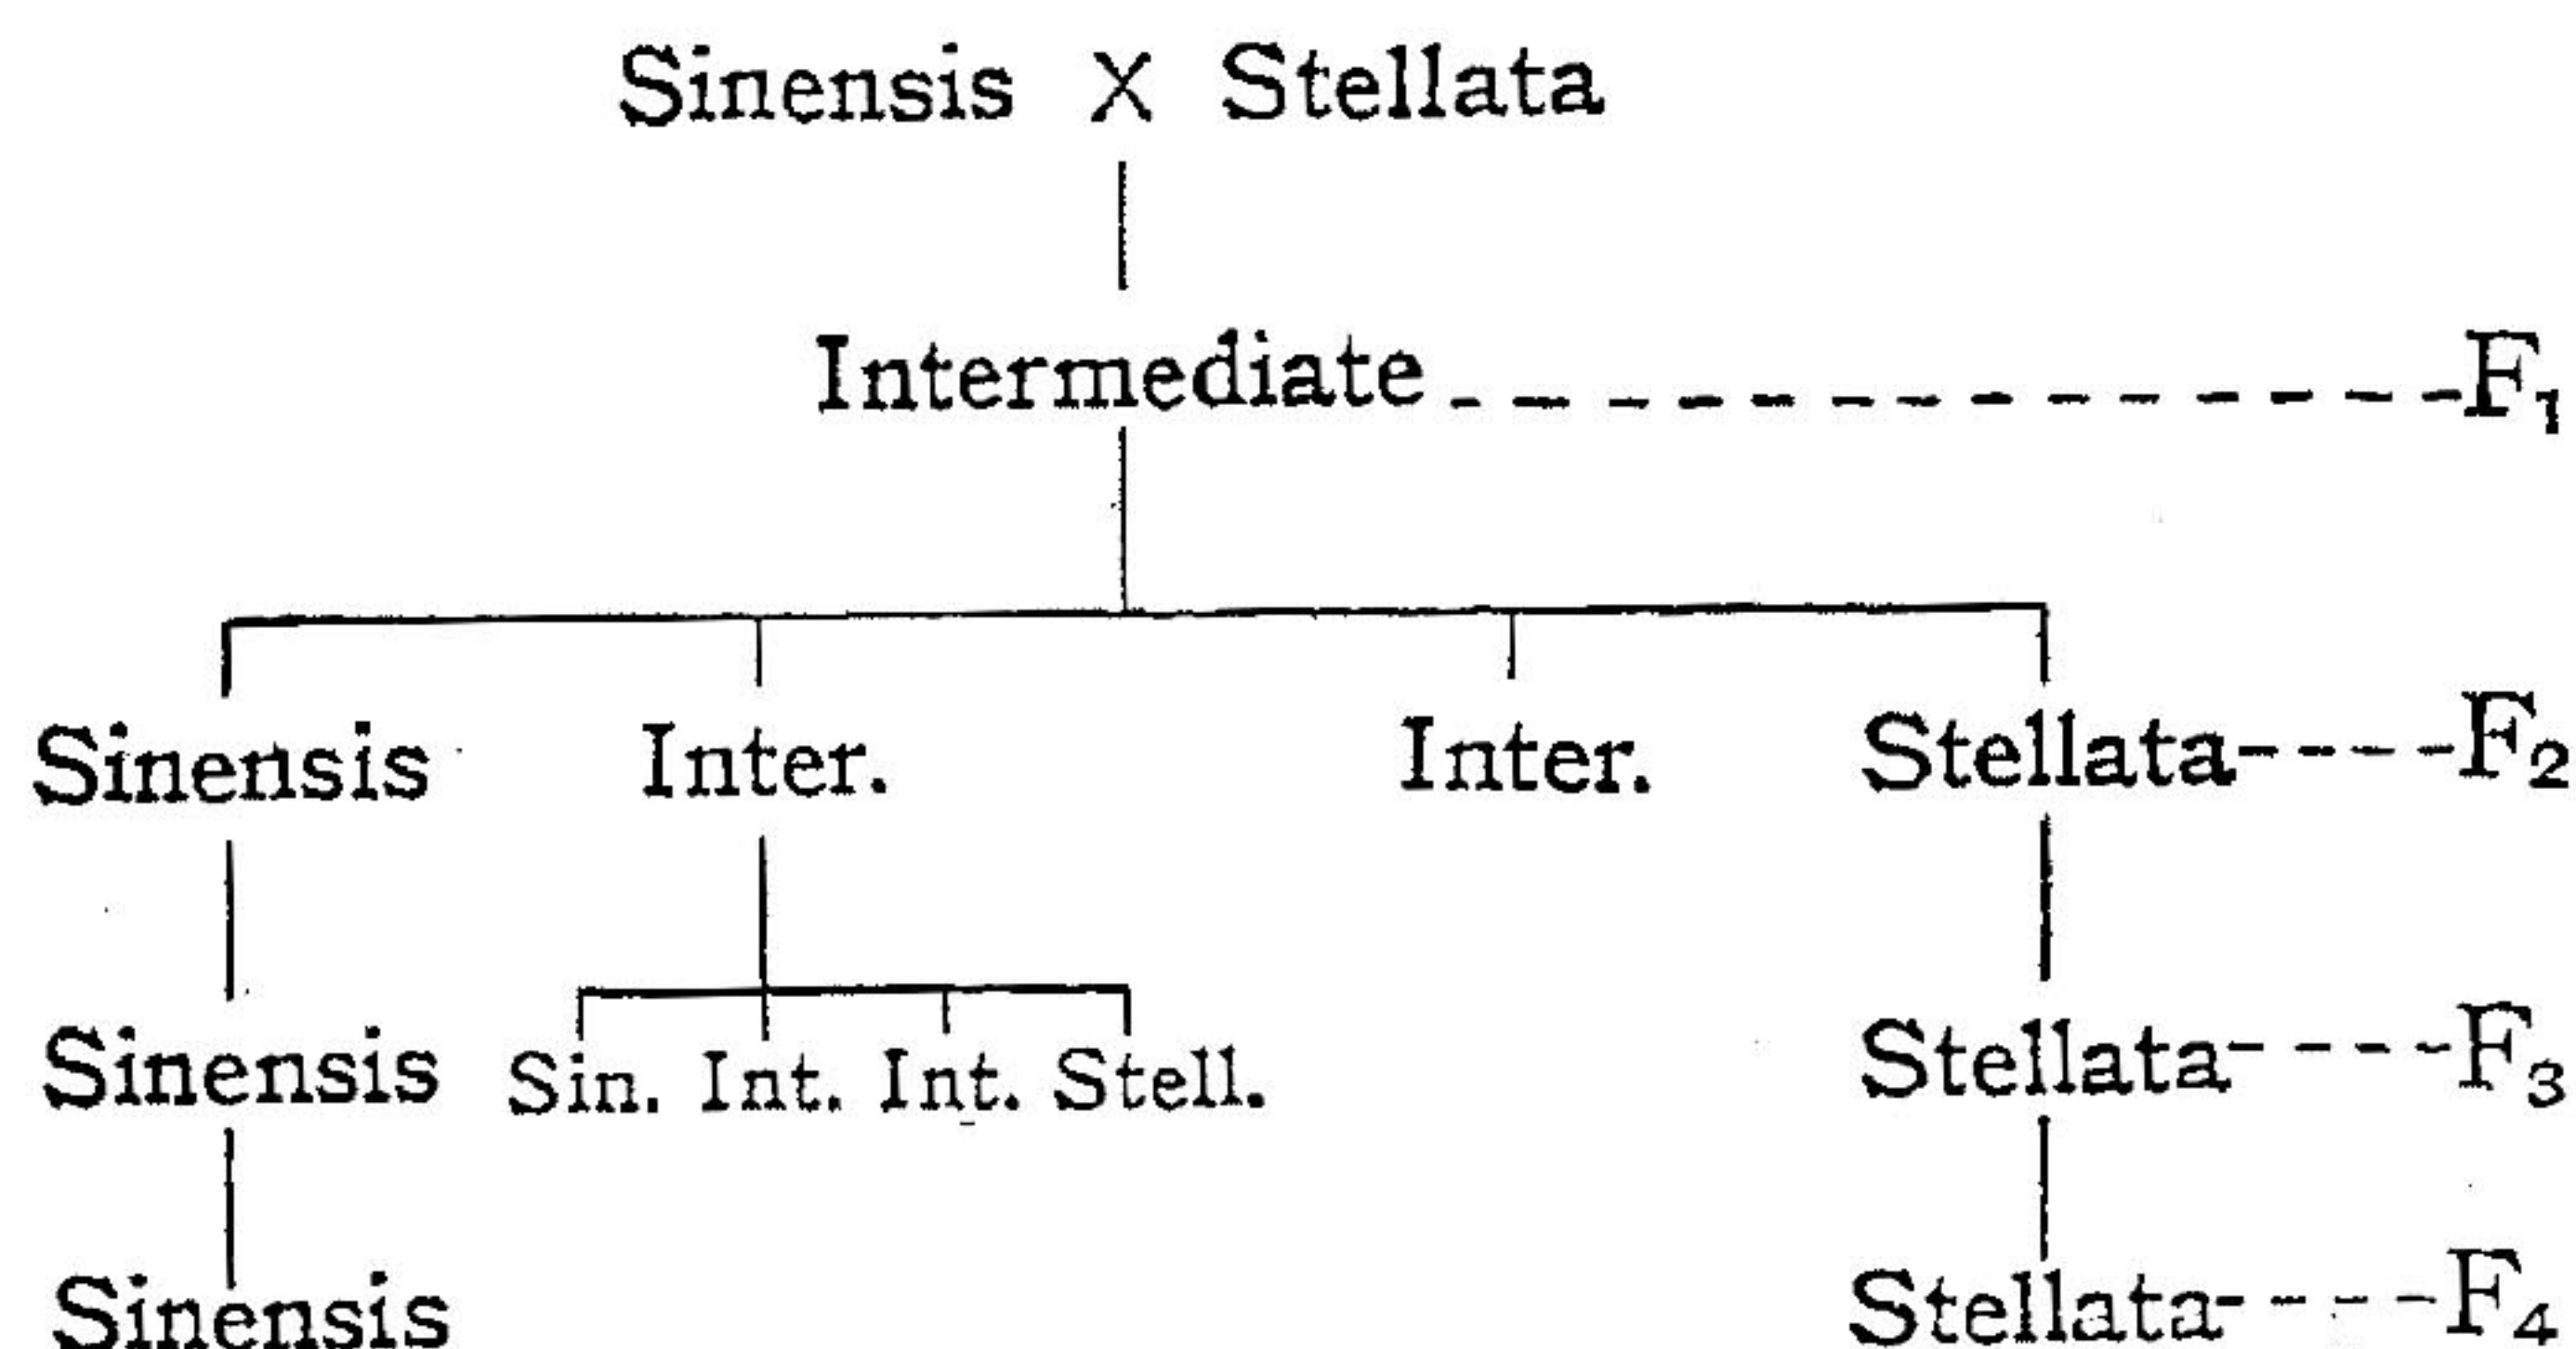 Sinensis X Stellata
Intermediate F1
Sinensis Inter. Inter. Stellata F2
Sinensis Sin. Int. Int. Stell. Stellata F3
Sinensis Stellata F4